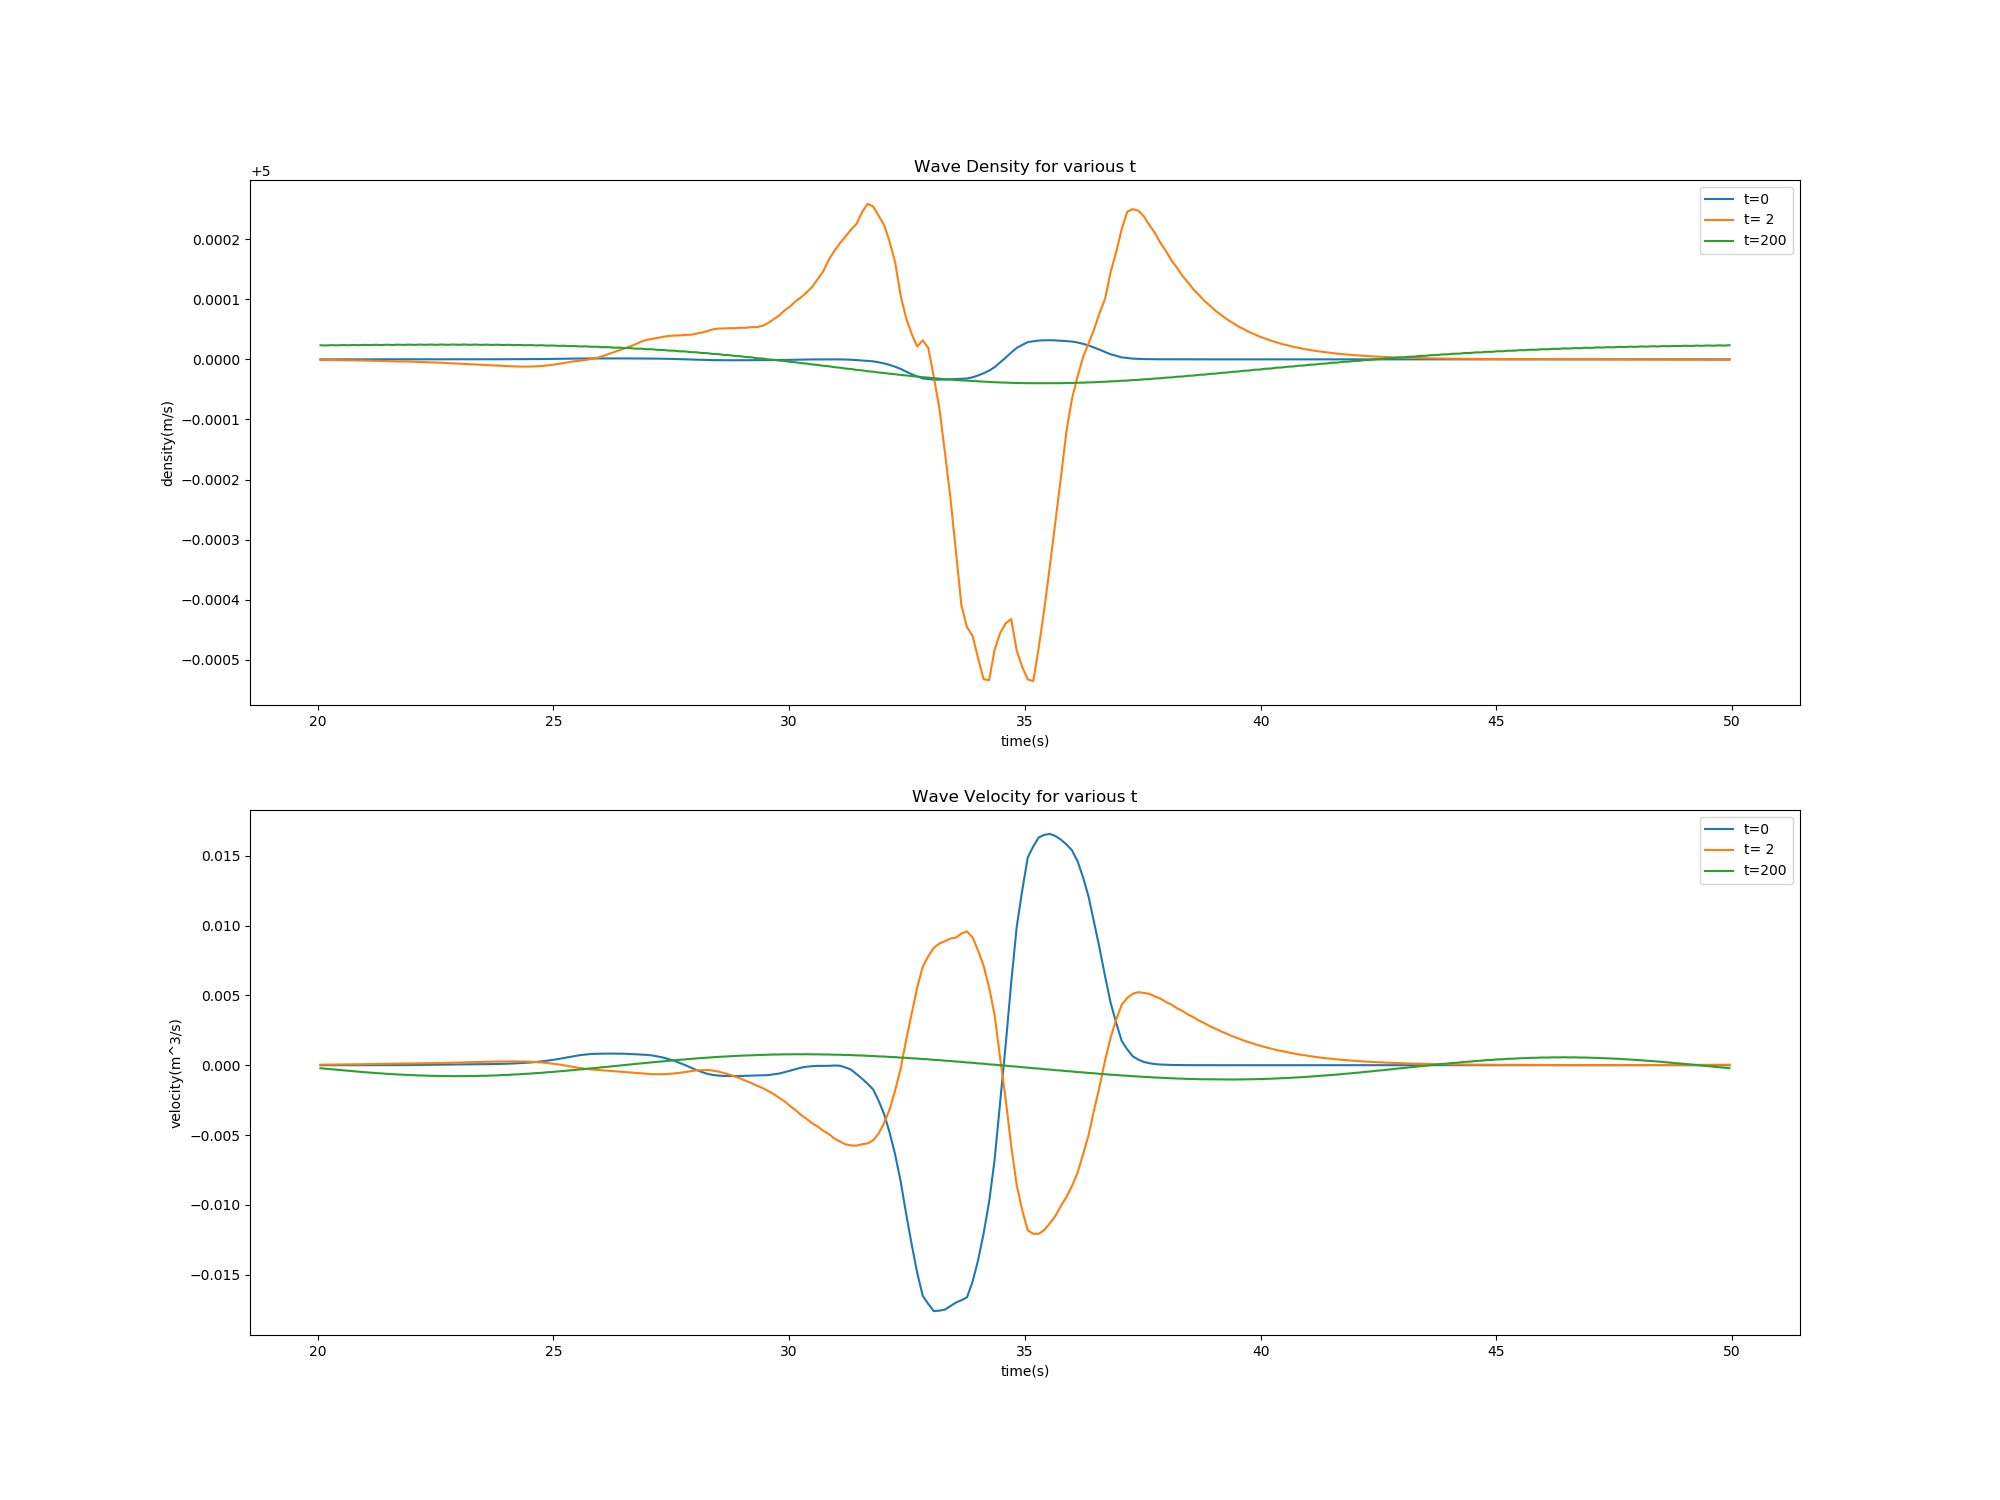 Wave Density for various t
+5
t=0
t= 2
t=200
0.0002
0.0001
0.0000
−0.0001
−0.0002
−0.0003
−0.0004
−0.0005
density(m/s)
20 25 30 35 40 45 50
time(s)
Wave Velocity for various t
t=0
t= 2
t=200
0.015
0.010
0.005
0.000
−0.005
−0.010
−0.015
velocity(m^3/s)
20 25 30 35 40 45 50
time(s)